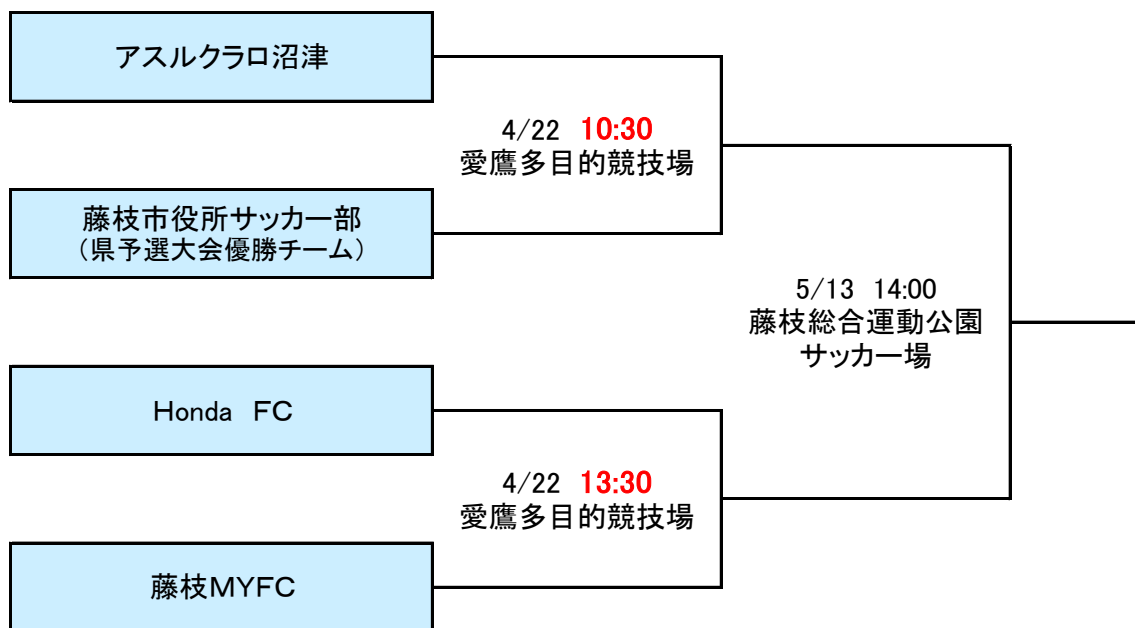 アスルクラロ沼津
4/22 10:30
愛鷹多目的競技場
藤枝市役所サッカー部
（県予選大会優勝チーム）
5/13 14:00
藤枝総合運動公園
サッカー場
Honda　FC
4/22 13:30
愛鷹多目的競技場
藤枝MYFC